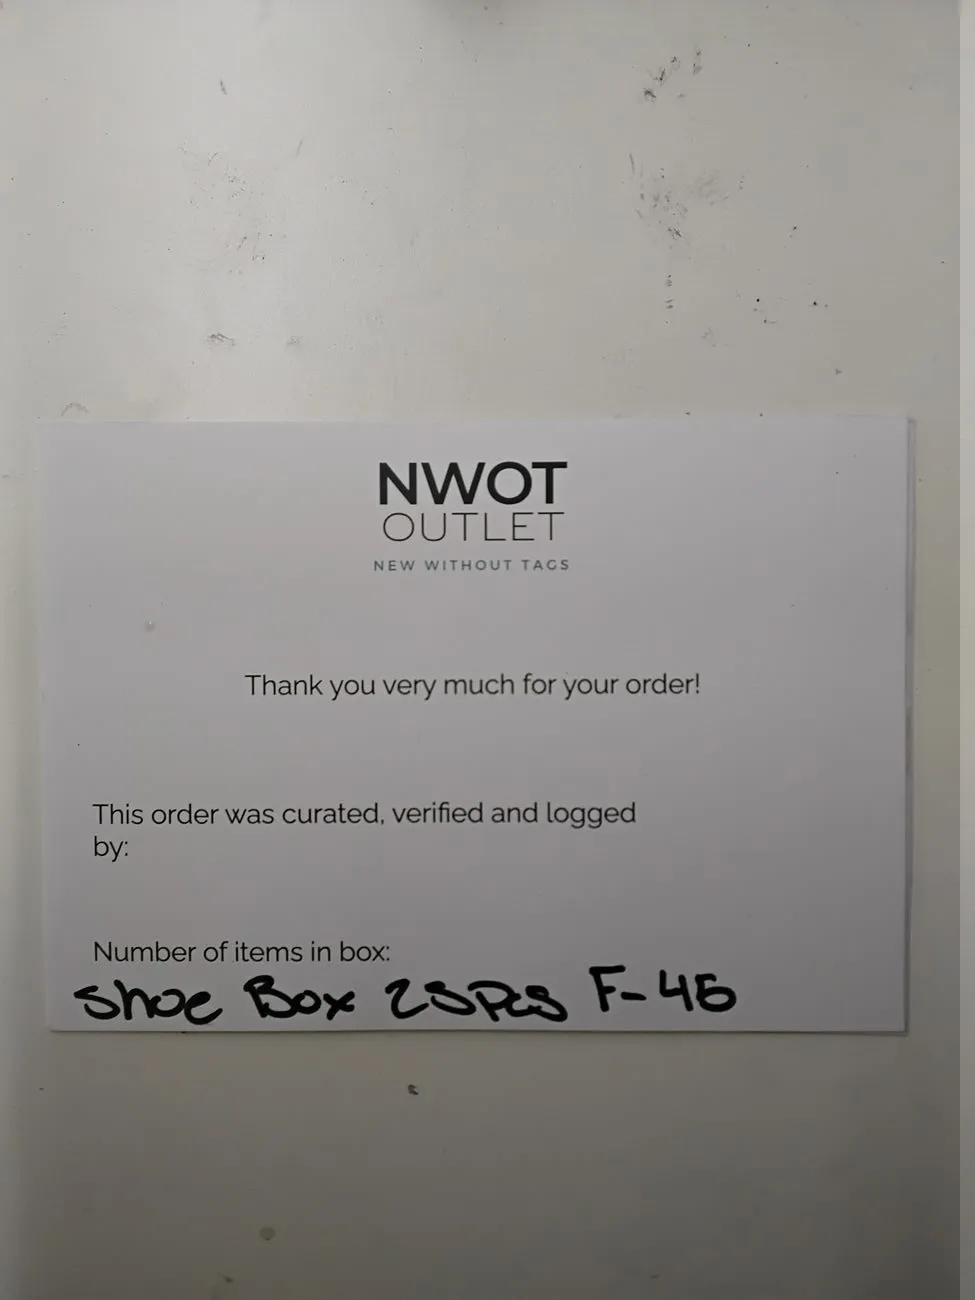 NWOT
OUTLET
NEW WITHOUT TAGS
Thank you very much for your order!
This order was curated, verified and logged
by:
Number of items in box:
Shoe Box 25Pcs F-45